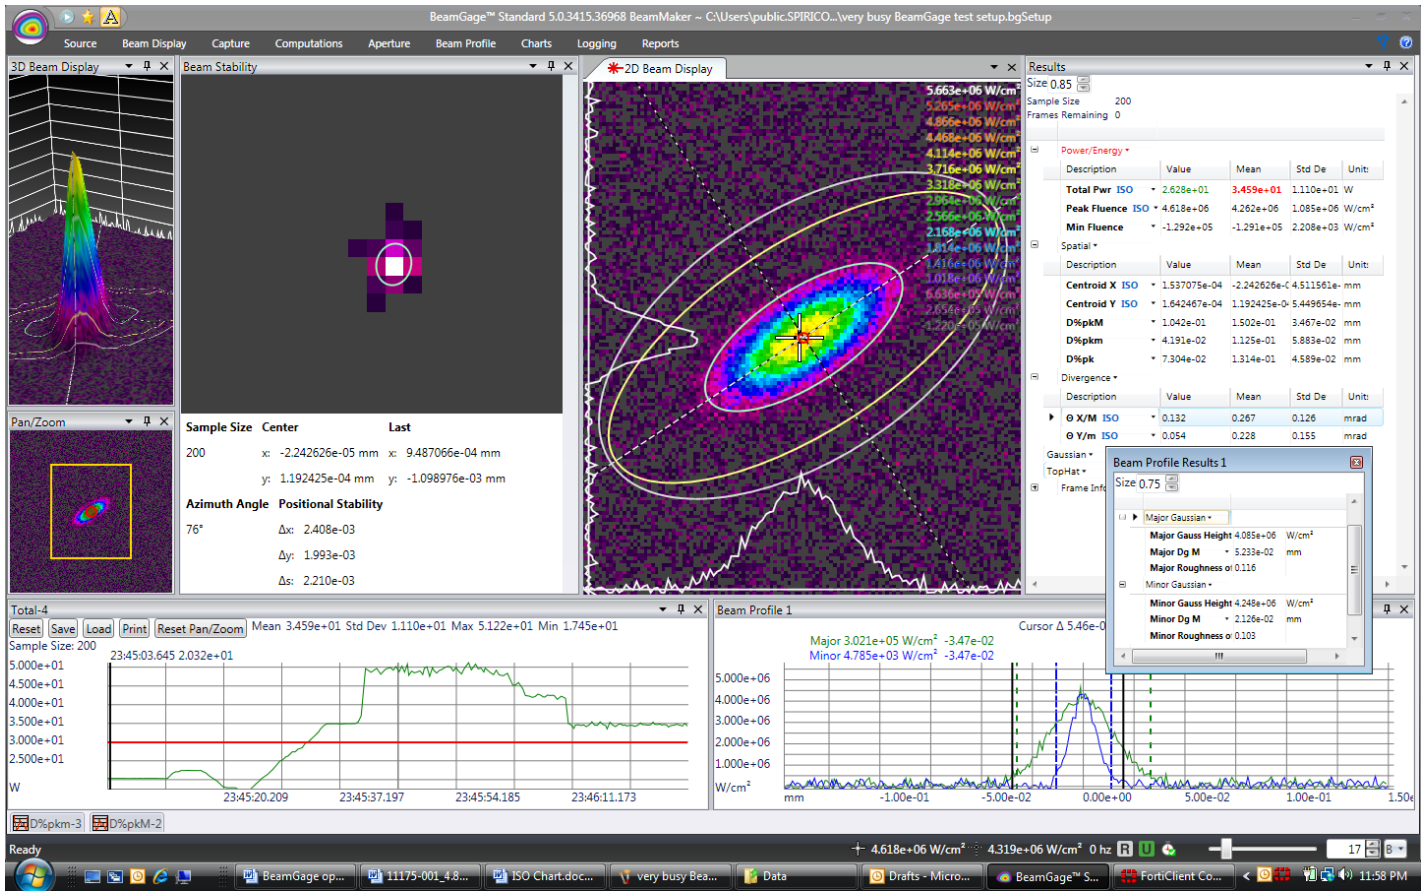 BeamGage™ Standard 5.0.3415.36968 BeamMaker ~ C:\Users\public.SPIRICO...\very busy BeamGage test setup.bgSetup
Source Beam Display Capture Computations Aperture Beam Profile Charts Logging Reports
3D Beam Display
Pan/Zoom
Beam Stability
Sample Size Center Last
200 x: -2.242626e-05 mm x: 9.487066e-04 mm
y: 1.192425e-04 mm y: -1.098976e-03 mm
Azimuth Angle Positional Stability
76° Δx: 2.408e-03
Δy: 1.993e-03
Δs: 2.210e-03
2D Beam Display
5.663e+06 W/cm²
5.265e+06 W/cm²
4.866e+06 W/cm²
4.468e+06 W/cm²
4.114e+06 W/cm²
3.716e+06 W/cm²
3.318e+06 W/cm²
2.964e+06 W/cm²
2.566e+06 W/cm²
2.168e+06 W/cm²
1.814e+06 W/cm²
1.416e+06 W/cm²
1.018e+06 W/cm²
6.636e+05 W/cm²
2.654e+05 W/cm²
-1.220e+05 W/cm²
Results
Size 0.85
Sample Size 200
Frames Remaining 0
Power/Energy
Description Value Mean Std De Unit:
Total Pwr ISO 2.628e+01 3.459e+01 1.110e+01 W
Peak Fluence ISO 4.618e+06 4.262e+06 1.085e+06 W/cm²
Min Fluence -1.292e+05 -1.291e+05 2.208e+03 W/cm²
Spatial
Description Value Mean Std De Unit:
Centroid X ISO 1.537075e-04 -2.242626e-( 4.511561e- mm
Centroid Y ISO 1.642467e-04 1.192425e-0 5.449654e- mm
D%pkM 1.042e-01 1.502e-01 3.467e-02 mm
D%pkm 4.191e-02 1.125e-01 5.883e-02 mm
D%pk 7.304e-02 1.314e-01 4.589e-02 mm
Divergence
Description Value Mean Std De Unit:
Θ X/M ISO 0.132 0.267 0.126 mrad
Θ Y/m ISO 0.054 0.228 0.155 mrad
Gaussian
TopHat
Frame Info
Beam Profile Results 1
Size 0.75
Major Gaussian
Major Gauss Height 4.085e+06 W/cm²
Major Dg M 5.233e-02 mm
Major Roughness o 0.116
Minor Gaussian
Minor Gauss Height 4.248e+06 W/cm²
Minor Dg M 2.126e-02 mm
Minor Roughness o 0.103
Total-4
Reset Save Load Print Reset Pan/Zoom Mean 3.459e+01 Std Dev 1.110e+01 Max 5.122e+01 Min 1.745e+01
Sample Size: 200
23:45:03.645 2.032e+01
5.000e+01
4.500e+01
4.000e+01
3.500e+01
3.000e+01
2.500e+01
W
23:45:20.209 23:45:37.197 23:45:54.185 23:46:11.173
Beam Profile 1
Cursor Δ 5.46e-0
Major 3.021e+05 W/cm² -3.47e-02
Minor 4.785e+03 W/cm² -3.47e-02
5.000e+06
4.000e+06
3.000e+06
2.000e+06
1.000e+06
W/cm²
mm -1.00e-01 -5.00e-02 0.00e+00 5.00e-02 1.00e-01 1.50e
D%pkm-3 D%pkM-2
Ready 4.618e+06 W/cm² 4.319e+06 W/cm² 0 hz R U 17 B
BeamGage op... 11175-001_4.8... ISO Chart.doc... very busy Bea... Data Drafts - Micro... BeamGage™ S... FortiClient Co... 11:58 PM